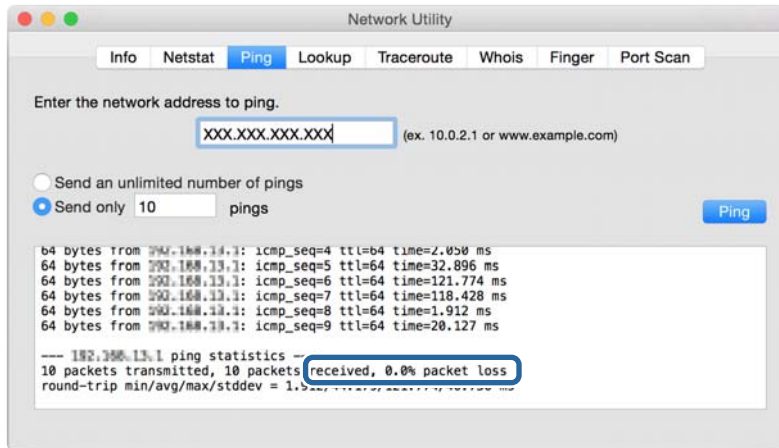 Network Utility
Info Netstat Ping Lookup Traceroute Whois Finger Port Scan
Enter the network address to ping.
XXX.XXX.XXX.XXX (ex. 10.0.2.1 or www.example.com)
Send an unlimited number of pings
Send only 10 pings
Ping
64 bytes from icmp_seq=4 ttl=64 time=2.050 ms
64 bytes from icmp_seq=5 ttl=64 time=32.896 ms
64 bytes from icmp_seq=6 ttl=64 time=121.774 ms
64 bytes from icmp_seq=7 ttl=64 time=118.428 ms
64 bytes from icmp_seq=8 ttl=64 time=1.912 ms
64 bytes from icmp_seq=9 ttl=64 time=20.127 ms
--- ping statistics --
10 packets transmitted, 10 packets received, 0.0% packet loss
round-trip min/avg/max/stddev = ms